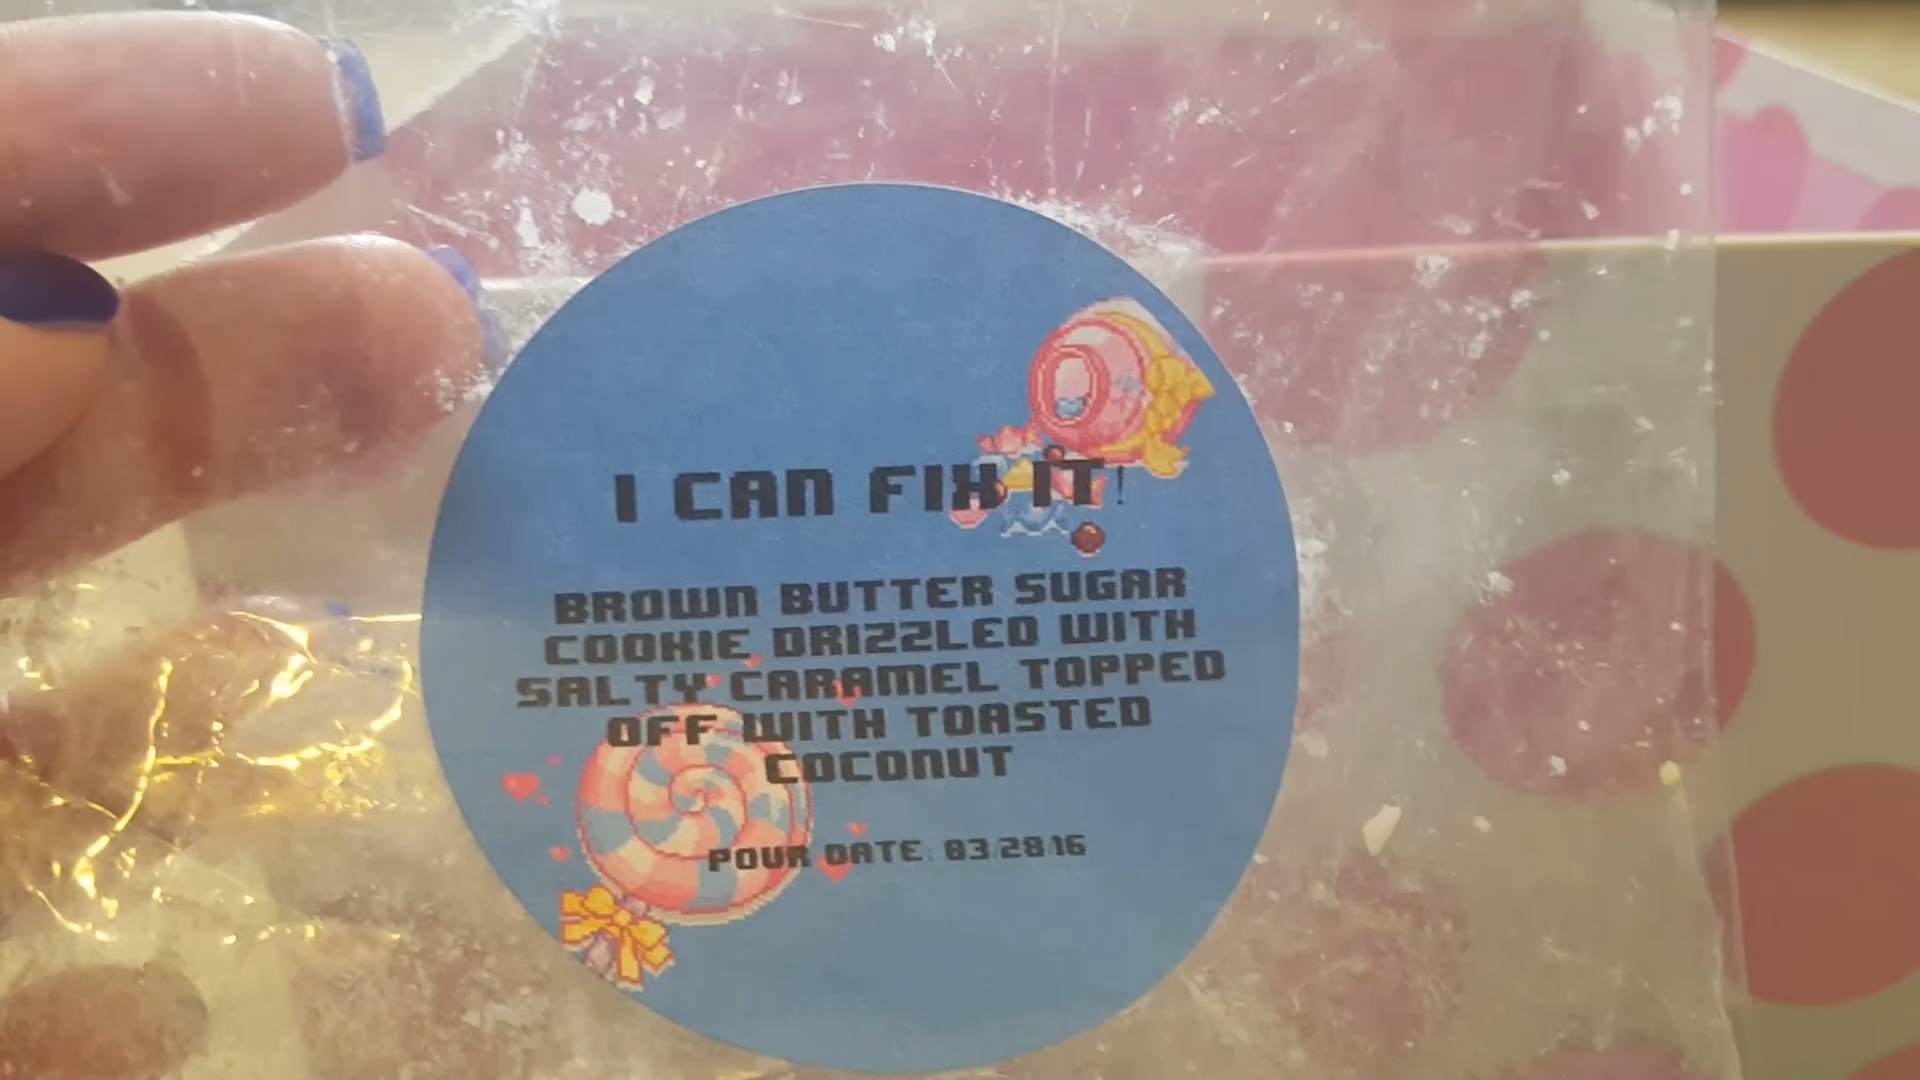 I CAN FIX IT!
BROWN BUTTER SUGAR
COOKIE DRIZZLED WITH
SALTY CARAMEL TOPPED
OFF WITH TOASTED
COCONUT
POUR DATE: 03/28/16